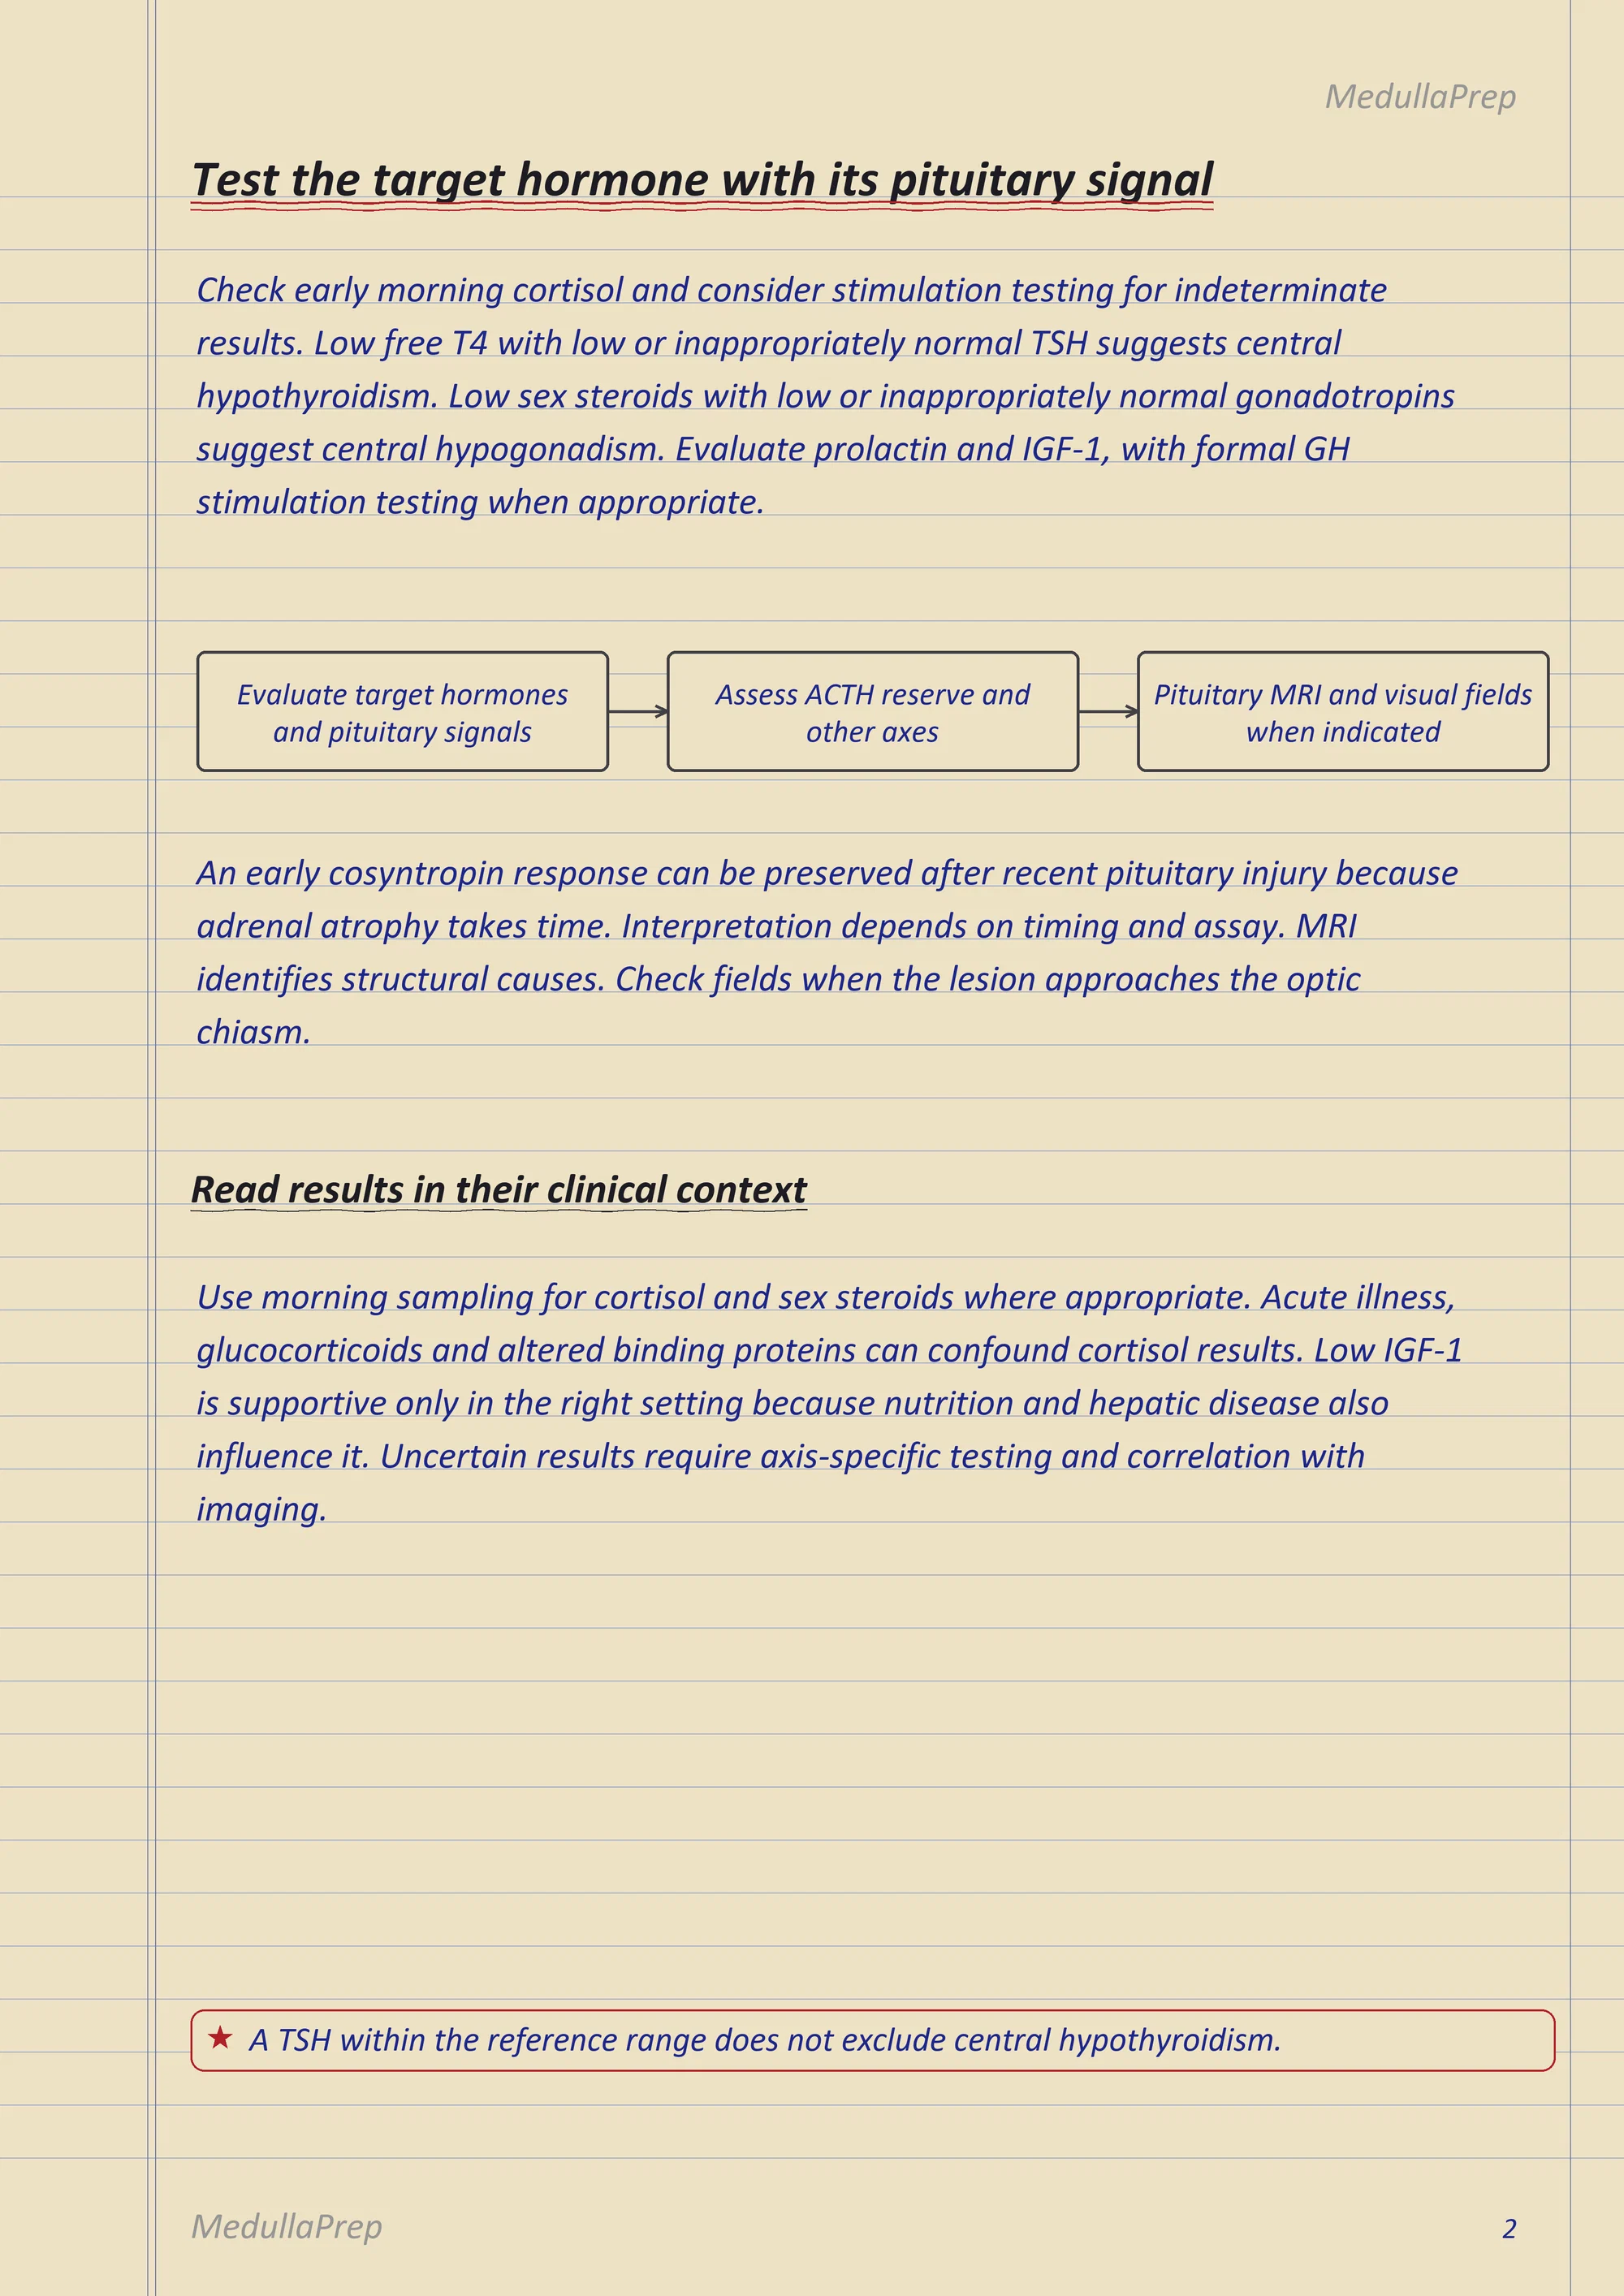 MedullaPrep
Test the target hormone with its pituitary signal
Check early morning cortisol and consider stimulation testing for indeterminate
results. Low free T4 with low or inappropriately normal TSH suggests central
hypothyroidism. Low sex steroids with low or inappropriately normal gonadotropins
suggest central hypogonadism. Evaluate prolactin and IGF-1, with formal GH
stimulation testing when appropriate.
Evaluate target hormones
and pituitary signals
Assess ACTH reserve and
other axes
Pituitary MRI and visual fields
when indicated
An early cosyntropin response can be preserved after recent pituitary injury because
adrenal atrophy takes time. Interpretation depends on timing and assay. MRI
identifies structural causes. Check fields when the lesion approaches the optic
chiasm.
Read results in their clinical context
Use morning sampling for cortisol and sex steroids where appropriate. Acute illness,
glucocorticoids and altered binding proteins can confound cortisol results. Low IGF-1
is supportive only in the right setting because nutrition and hepatic disease also
influence it. Uncertain results require axis-specific testing and correlation with
imaging.
★ A TSH within the reference range does not exclude central hypothyroidism.
MedullaPrep
2